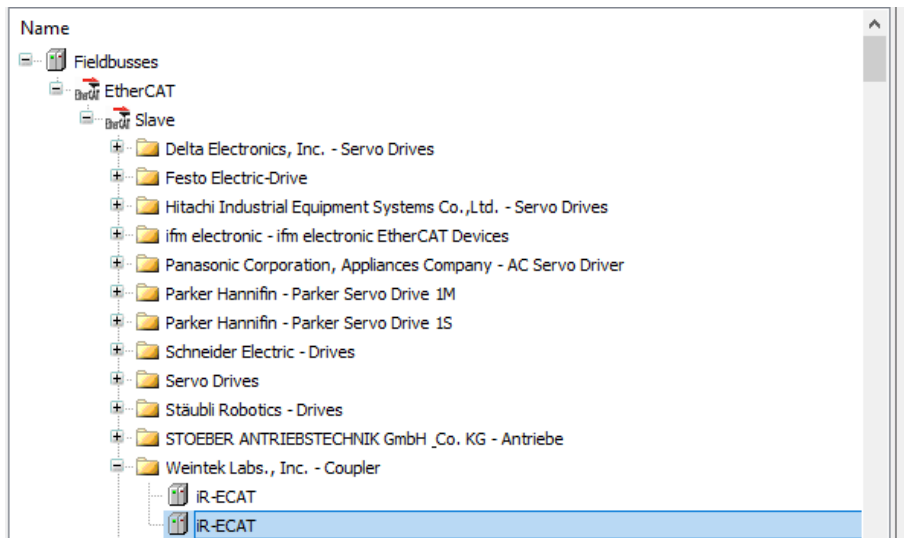 Name
Fieldbusses
EtherCAT EtherCAT
EtherCAT Slave
Delta Electronics, Inc. - Servo Drives
Festo Electric-Drive
Hitachi Industrial Equipment Systems Co.,Ltd. - Servo Drives
ifm electronic - ifm electronic EtherCAT Devices
Panasonic Corporation, Appliances Company - AC Servo Driver
Parker Hannifin - Parker Servo Drive 1M
Parker Hannifin - Parker Servo Drive 1S
Schneider Electric - Drives
Servo Drives
Stäubli Robotics - Drives
STOEBER ANTRIEBSTECHNIK GmbH _Co. KG - Antriebe
Weintek Labs., Inc. - Coupler
iR-ECAT
iR-ECAT